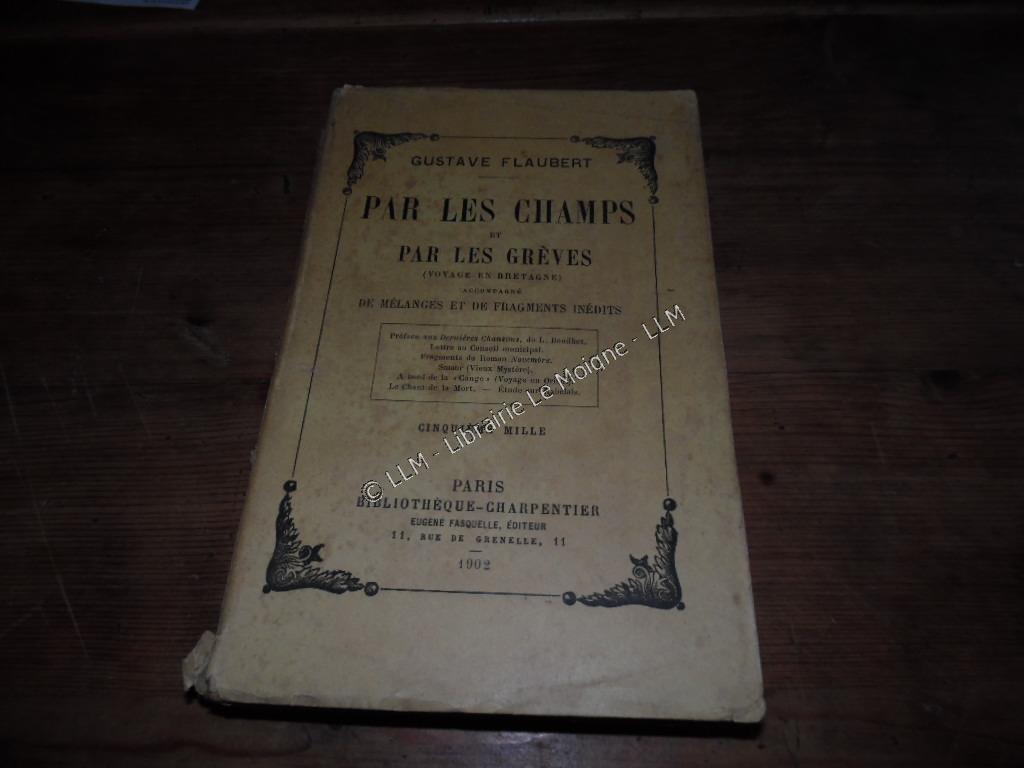 GUSTAVE FLAUBERT
PAR LES CHAMPS
ET
PAR LES GRÈVES
(VOYAGE EN BRETAGNE)
ACCOMPAGNÉ
DE MÉLANGES ET DE FRAGMENTS INÉDITS
Préface aux Dernières Chansons, de L. Bouilhet.
Lettre au Conseil municipal.
Fragments du Roman Novembre.
Smarh (Vieux Mystère).
A bord de la «Cange» (Voyage en
Le Chant de la Mort. — Étude sur Rabelais.
CINQUIÈME MILLE
PARIS
BIBLIOTHÈQUE-CHARPENTIER
EUGÈNE FASQUELLE, ÉDITEUR
11, RUE DE GRENELLE, 11
1902
© LLM - Librairie Le Moigne - LLM